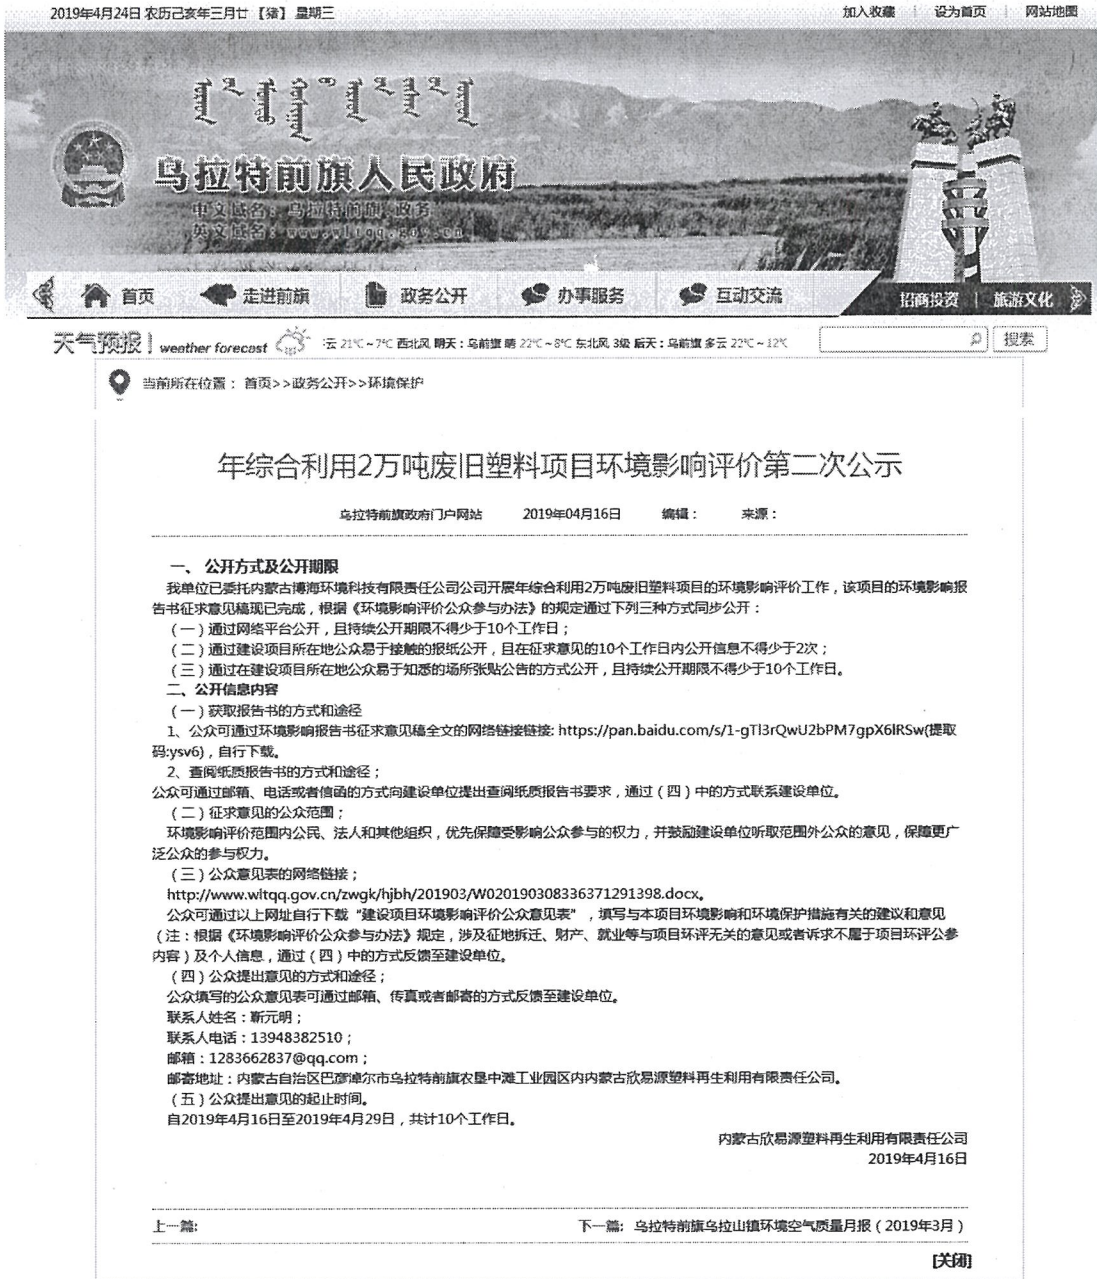 2019年4月24日 农历己亥年三月廿 【猪】 星期三
加入收藏 | 设为首页 | 网站地图
乌拉特前旗人民政府
中文域名：乌拉特前旗.政务
英文域名：www.wltqq.gov.cn
首页 走进前旗 政务公开 办事服务 互动交流 招商投资 | 旅游文化
天气预报 | weather forecast 云 21℃~7℃ 西北风 明天：乌前旗 晴 22℃~8℃ 东北风 3级 后天：乌前旗 多云 22℃~12℃ 搜索
当前所在位置： 首页>>政务公开>>环境保护
年综合利用2万吨废旧塑料项目环境影响评价第二次公示
乌拉特前旗政府门户网站 2019年04月16日 编辑： 来源：
一、 公开方式及公开期限
我单位已委托内蒙古博海环境科技有限责任公司公司开展年综合利用2万吨废旧塑料项目的环境影响评价工作，该项目的环境影响报
告书征求意见稿现已完成，根据《环境影响评价公众参与办法》的规定通过下列三种方式同步公开：
（一）通过网络平台公开，且持续公开期限不得少于10个工作日；
（二）通过建设项目所在地公众易于接触的报纸公开，且在征求意见的10个工作日内公开信息不得少于2次；
（三）通过在建设项目所在地公众易于知悉的场所张贴公告的方式公开，且持续公开期限不得少于10个工作日。
二、公开信息内容
（一）获取报告书的方式和途径
1、公众可通过环境影响报告书征求意见稿全文的网络链接链接: https://pan.baidu.com/s/1-gTl3rQwU2bPM7gpX6lRSw(提取
码:ysv6)，自行下载。
2、查阅纸质报告书的方式和途径；
公众可通过邮箱、电话或者信函的方式向建设单位提出查阅纸质报告书要求，通过（四）中的方式联系建设单位。
（二）征求意见的公众范围；
环境影响评价范围内公民、法人和其他组织，优先保障受影响公众参与的权力，并鼓励建设单位听取范围外公众的意见，保障更广
泛公众的参与权力。
（三）公众意见表的网络链接；
http://www.wltqq.gov.cn/zwgk/hjbh/201903/W020190308336371291398.docx。
公众可通过以上网址自行下载“建设项目环境影响评价公众意见表”，填写与本项目环境影响和环境保护措施有关的建议和意见
（注：根据《环境影响评价公众参与办法》规定，涉及征地拆迁、财产、就业等与项目环评无关的意见或者诉求不属于项目环评公参
内容）及个人信息，通过（四）中的方式反馈至建设单位。
（四）公众提出意见的方式和途径；
公众填写的公众意见表可通过邮箱、传真或者邮寄的方式反馈至建设单位。
联系人姓名：靳元明；
联系人电话：13948382510；
邮箱：1283662837@qq.com；
邮寄地址：内蒙古自治区巴彦淖尔市乌拉特前旗农垦中滩工业园区内内蒙古欣易源塑料再生利用有限责任公司。
（五）公众提出意见的起止时间。
自2019年4月16日至2019年4月29日，共计10个工作日。
内蒙古欣易源塑料再生利用有限责任公司
2019年4月16日
上一篇:
下一篇: 乌拉特前旗乌拉山镇环境空气质量月报（2019年3月）
[关闭]